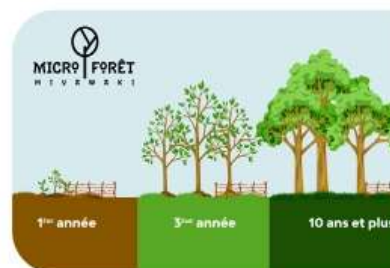 MICRO FORÊT
MIYAWAKI
1ère année
3ème année
10 ans et plus